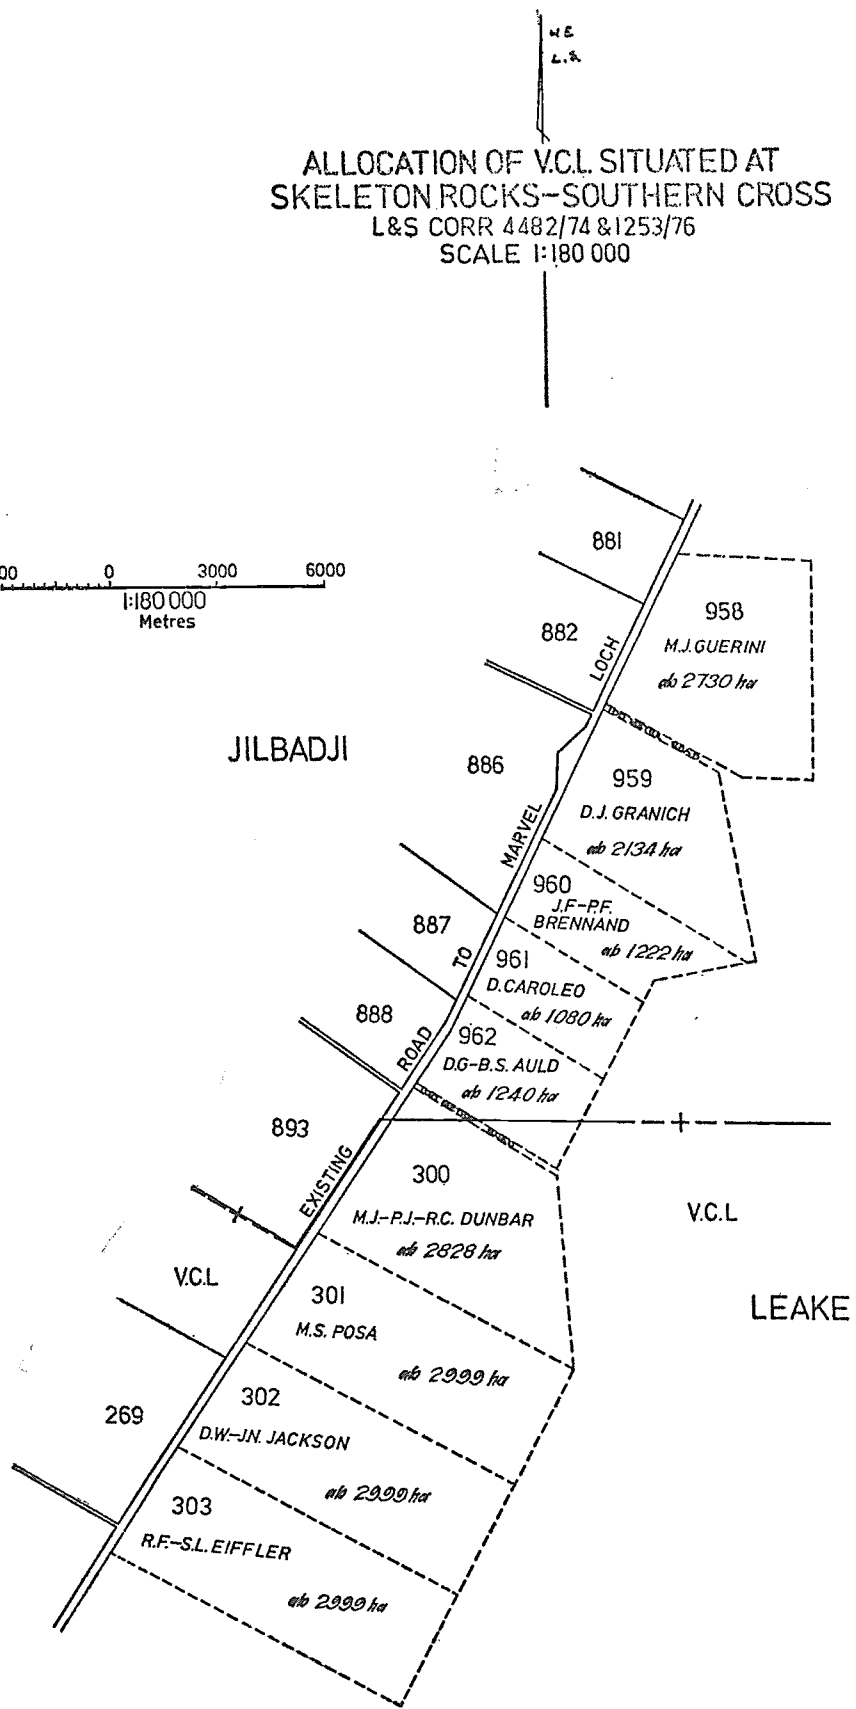 ALLOCATION OF V.C.L. SITUATED AT
SKELETON ROCKS-SOUTHERN CROSS
L&S CORR 4482/74 & 1253/76
SCALE 1:180 000
00 0 3000 6000
1:180 000
Metres
881
882
LOCH
958
M.J. GUERINI
ab 2730 ha
JILBADJI
886
959
D.J. GRANICH
ab 2134 ha
MARVEL
960
J.F-P.F.
BRENNAND
ab 1222 ha
887
TO
961
D. CAROLEO
ab 1080 ha
888
ROAD
962
D.G-B.S. AULD
ab 1240 ha
893
EXISTING
300
M.J.-P.J.-R.C. DUNBAR
ab 2828 ha
V.C.L
V.C.L
LEAKE
301
M.S. POSA
ab 2999 ha
269
302
D.W.-J.N. JACKSON
ab 2999 ha
303
R.F.-S.L. EIFFLER
ab 2999 ha